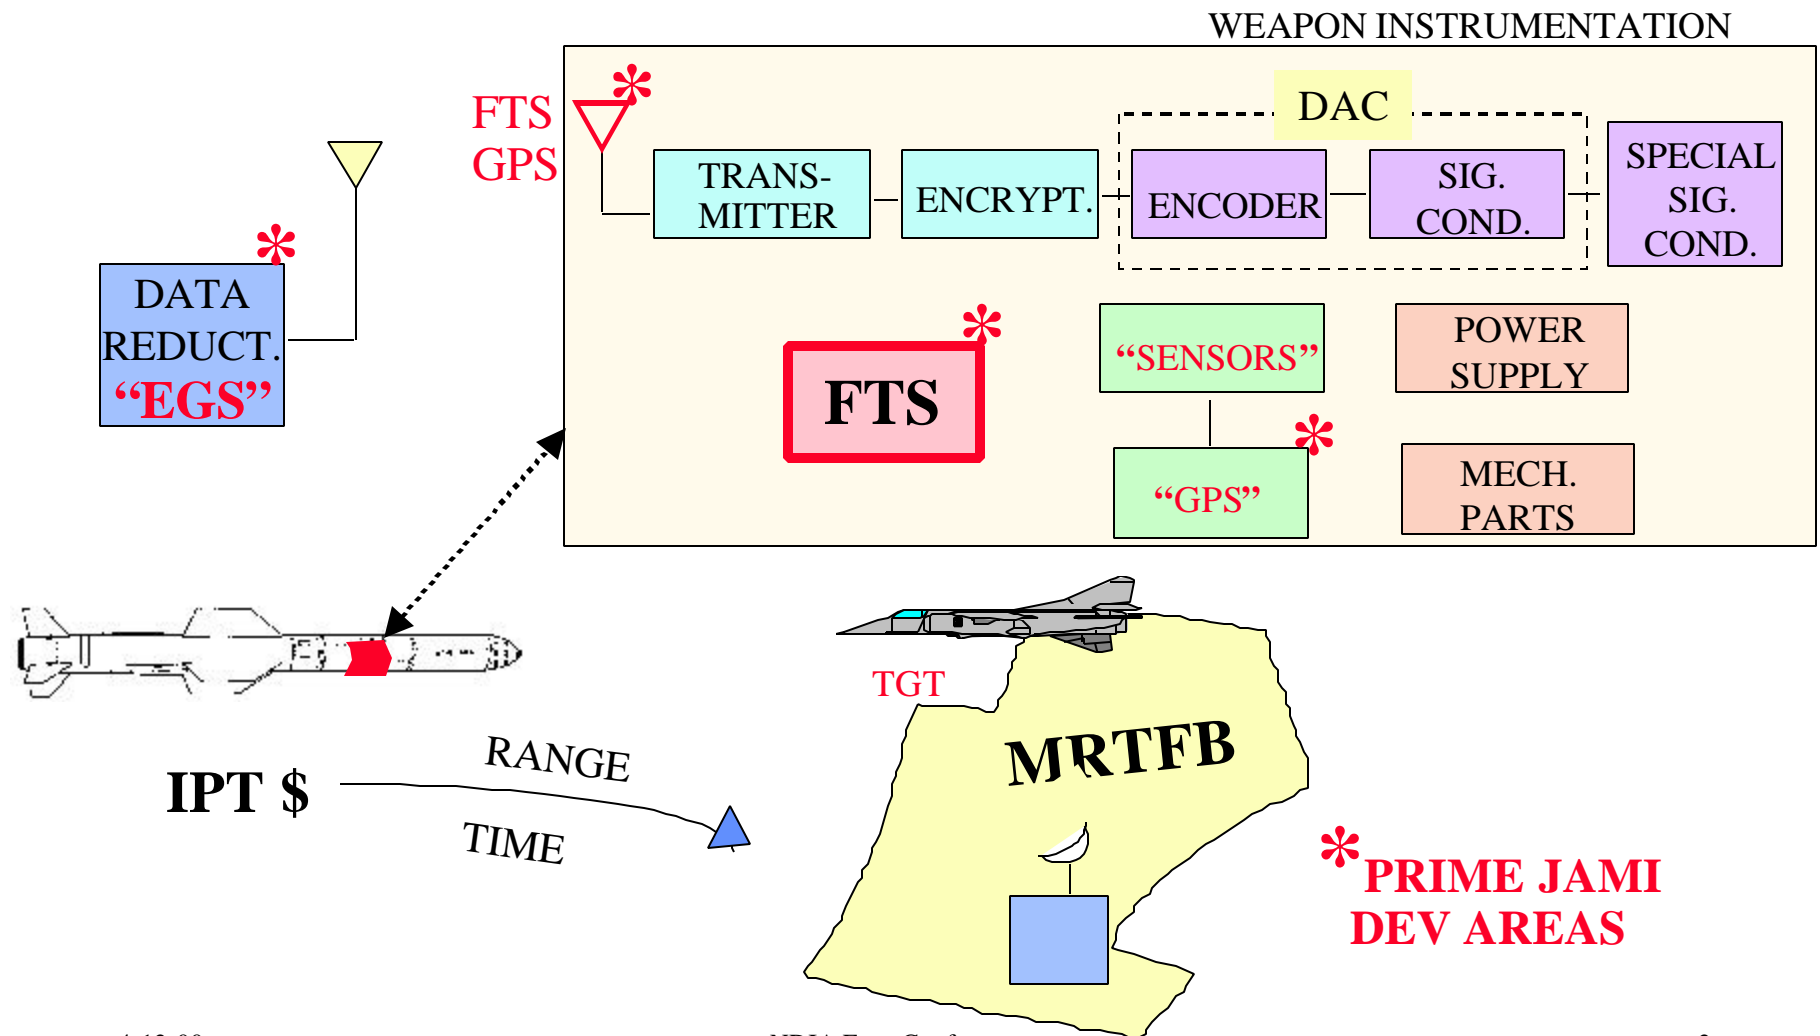 WEAPON INSTRUMENTATION
*
FTS
GPS
DAC
TRANS-
MITTER
ENCRYPT.
ENCODER
SIG.
COND.
SPECIAL
SIG.
COND.
*
DATA
REDUCT.
“EGS”
*
FTS
“SENSORS”
POWER
SUPPLY
*
“GPS”
MECH.
PARTS
TGT
MRTFB
IPT $
RANGE
TIME
* PRIME JAMI
DEV AREAS